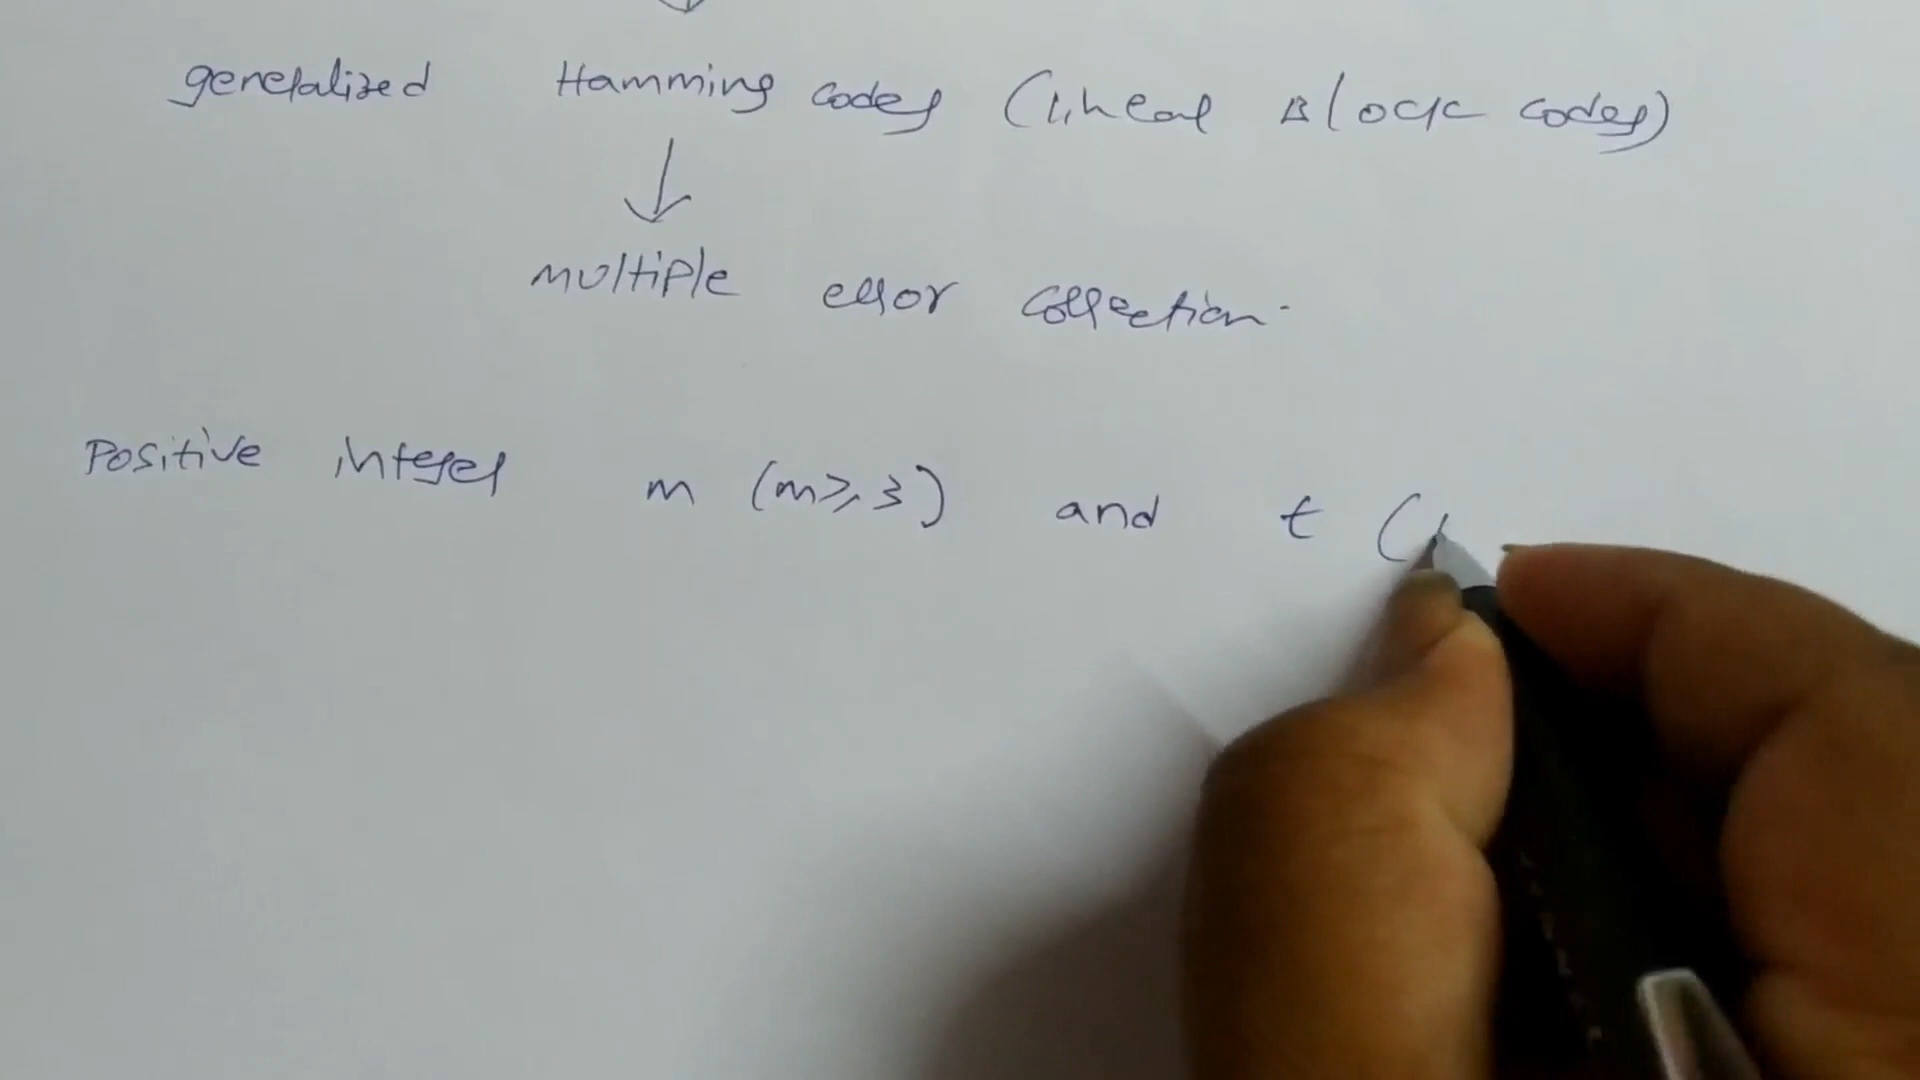 generalized Hamming codes (Linear Block codes)
↓
multiple error correction.
Positive integer m (m≥3) and t (